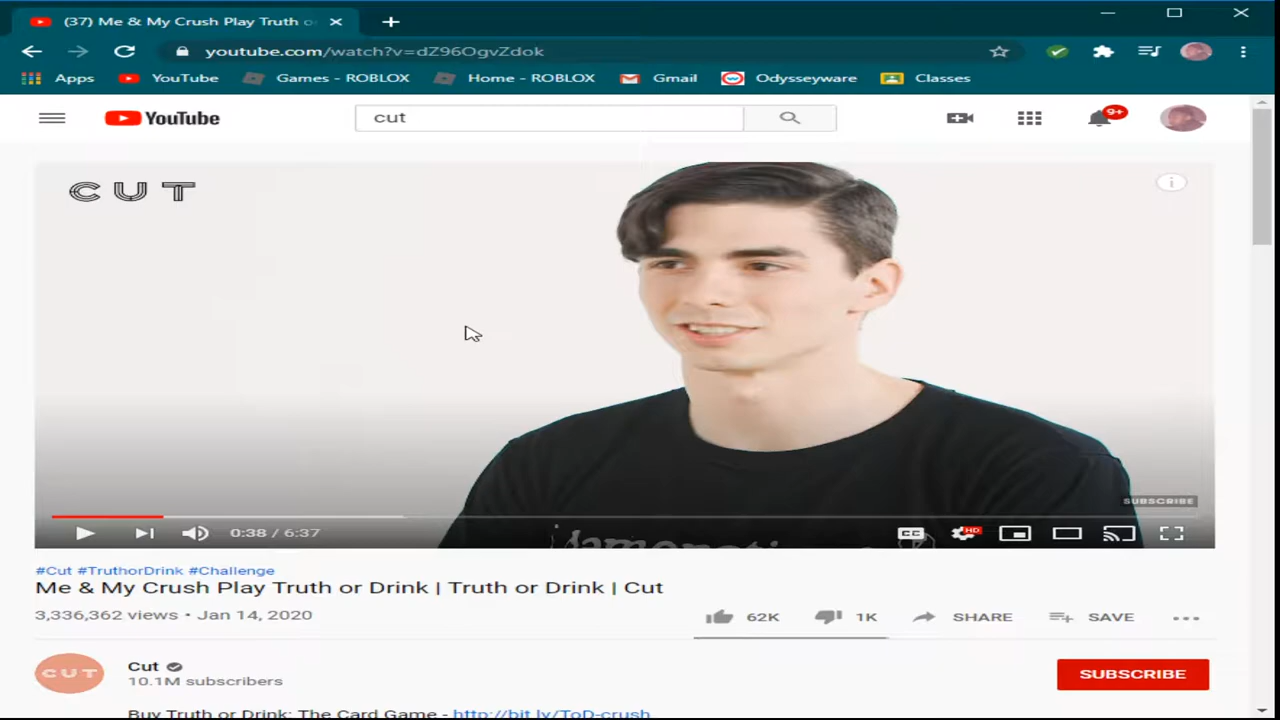 (37) Me & My Crush Play Truth o
youtube.com/watch?v=dZ96OgvZdok
Apps YouTube Games - ROBLOX Home - ROBLOX Gmail Odysseyware Classes
YouTube cut 9+
CUT
SUBSCRIBE
0:38 / 6:37 CC HD
#Cut #TruthorDrink #Challenge
Me & My Crush Play Truth or Drink | Truth or Drink | Cut
3,336,362 views • Jan 14, 2020 62K 1K SHARE SAVE
CUT Cut SUBSCRIBE
10.1M subscribers
Buy Truth or Drink: The Card Game - http://bit.ly/ToD-crush